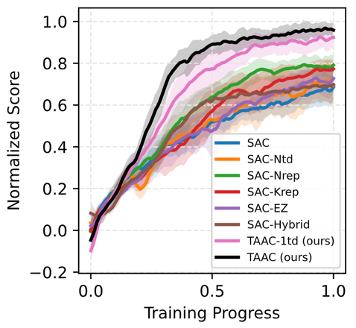 1.0
0.8
0.6
0.4
0.2
0.0
−0.2
Normalized Score
SAC
SAC-Ntd
SAC-Nrep
SAC-Krep
SAC-EZ
SAC-Hybrid
TAAC-1td (ours)
TAAC (ours)
0.0 0.5 1.0
Training Progress